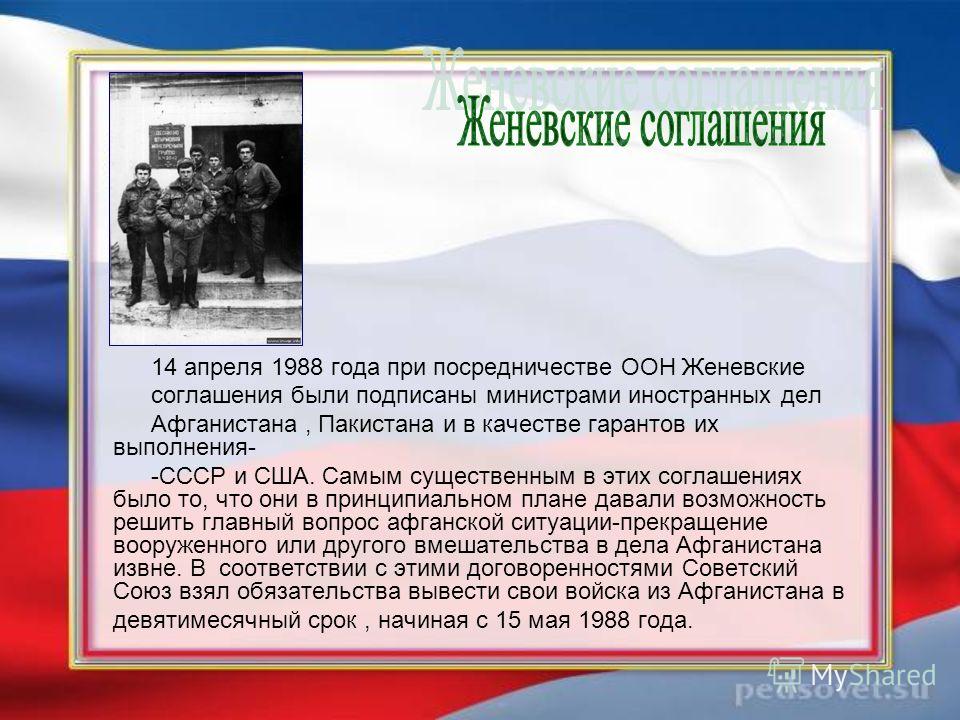 Женевские соглашения
14 апреля 1988 года при посредничестве ООН Женевские
соглашения были подписаны министрами иностранных дел
Афганистана , Пакистана и в качестве гарантов их
выполнения-
-СССР и США. Самым существенным в этих соглашениях
было то, что они в принципиальном плане давали возможность
решить главный вопрос афганской ситуации-прекращение
вооруженного или другого вмешательства в дела Афганистана
извне. В соответствии с этими договоренностями Советский
Союз взял обязательства вывести свои войска из Афганистана в
девятимесячный срок , начиная с 15 мая 1988 года.
MyShared
pedsovet.su